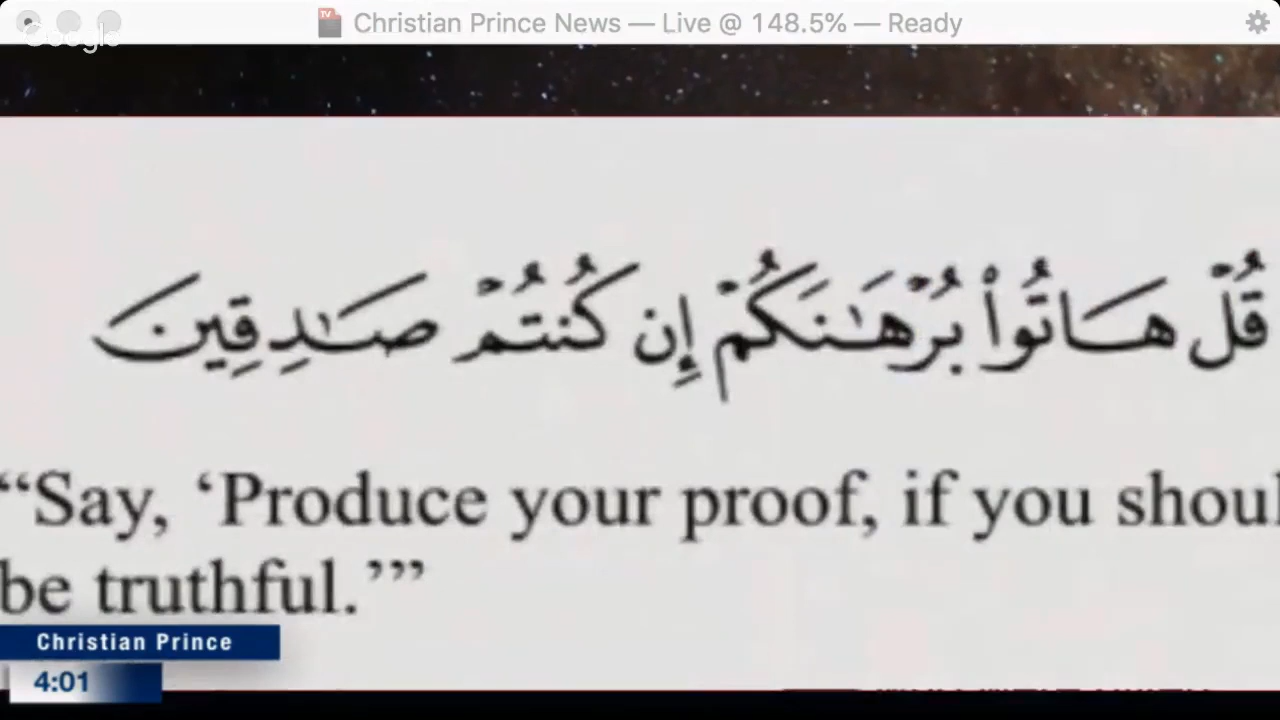 Google
Christian Prince News — Live @ 148.5% — Ready
قُلْ هَاتُوا۟ بُرْهَـٰنَكُمْ إِن كُنتُمْ صَـٰدِقِينَ
“Say, ‘Produce your proof, if you shoul
be truthful.’”’
Christian Prince
4:01